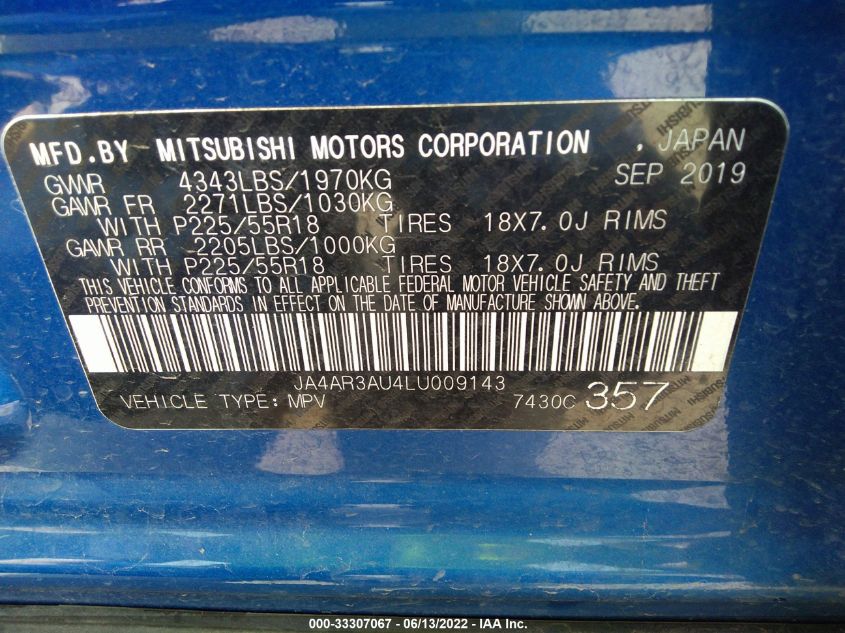 MFD.BY MITSUBISHI MOTORS CORPORATION , JAPAN
GVWR 4343LBS/1970KG SEP 2019
GAWR FR 2271LBS/1030KG
WITH P225/55R18 TIRES 18X7.0J RIMS
GAWR RR 2205LBS/1000KG
WITH P225/55R18 TIRES 18X7.0J RIMS
THIS VEHICLE CONFORMS TO ALL APPLICABLE FEDERAL MOTOR VEHICLE SAFETY AND THEFT
PREVENTION STANDARDS IN EFFECT ON THE DATE OF MANUFACTURE SHOWN ABOVE.
JA4AR3AU4LU009143
VEHICLE TYPE: MPV 7430C 357
000-33307067 - 06/13/2022 - IAA Inc.